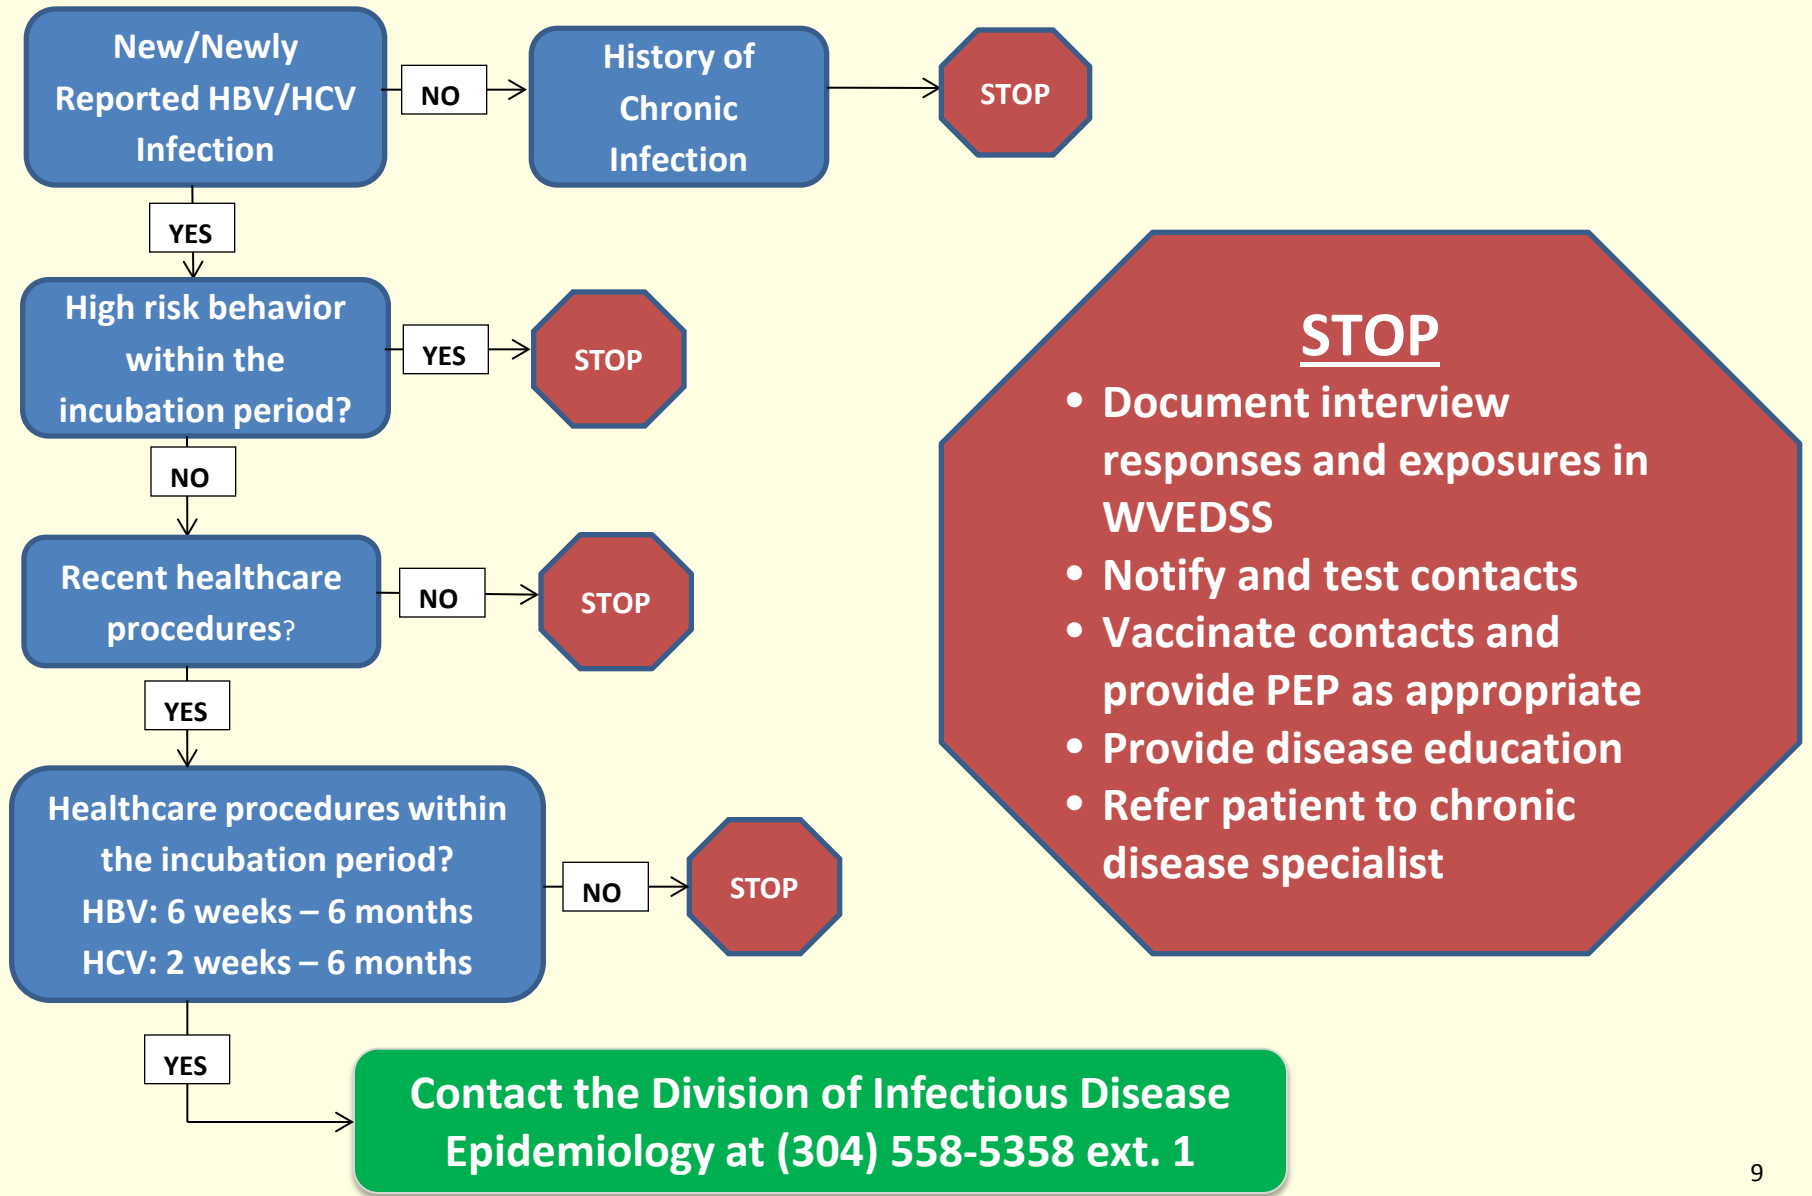 New/Newly
Reported HBV/HCV
Infection
NO
History of
Chronic
Infection
STOP
YES
High risk behavior
within the
incubation period?
YES
STOP
NO
Recent healthcare
procedures?
NO
STOP
YES
Healthcare procedures within
the incubation period?
HBV: 6 weeks – 6 months
HCV: 2 weeks – 6 months
NO
STOP
YES
Contact the Division of Infectious Disease
Epidemiology at (304) 558-5358 ext. 1
STOP
• Document interview
responses and exposures in
WVEDSS
• Notify and test contacts
• Vaccinate contacts and
provide PEP as appropriate
• Provide disease education
• Refer patient to chronic
disease specialist
9